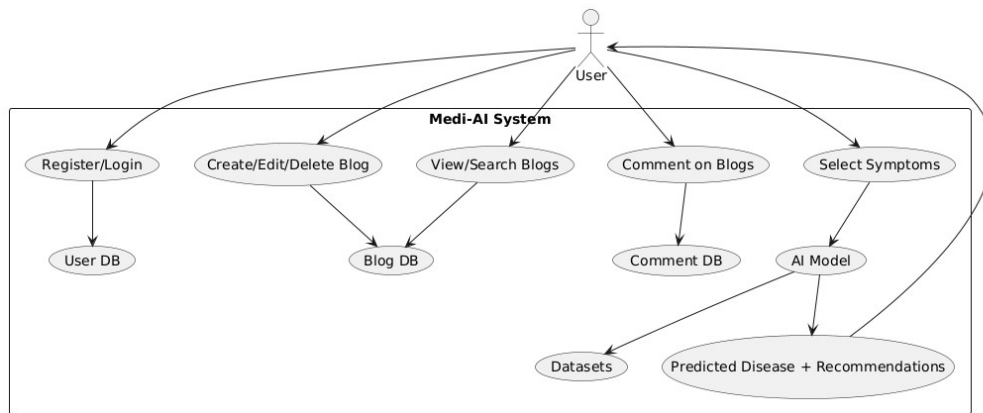 User
Medi-AI System
Register/Login
Create/Edit/Delete Blog
View/Search Blogs
Comment on Blogs
Select Symptoms
User DB
Blog DB
Comment DB
AI Model
Datasets
Predicted Disease + Recommendations